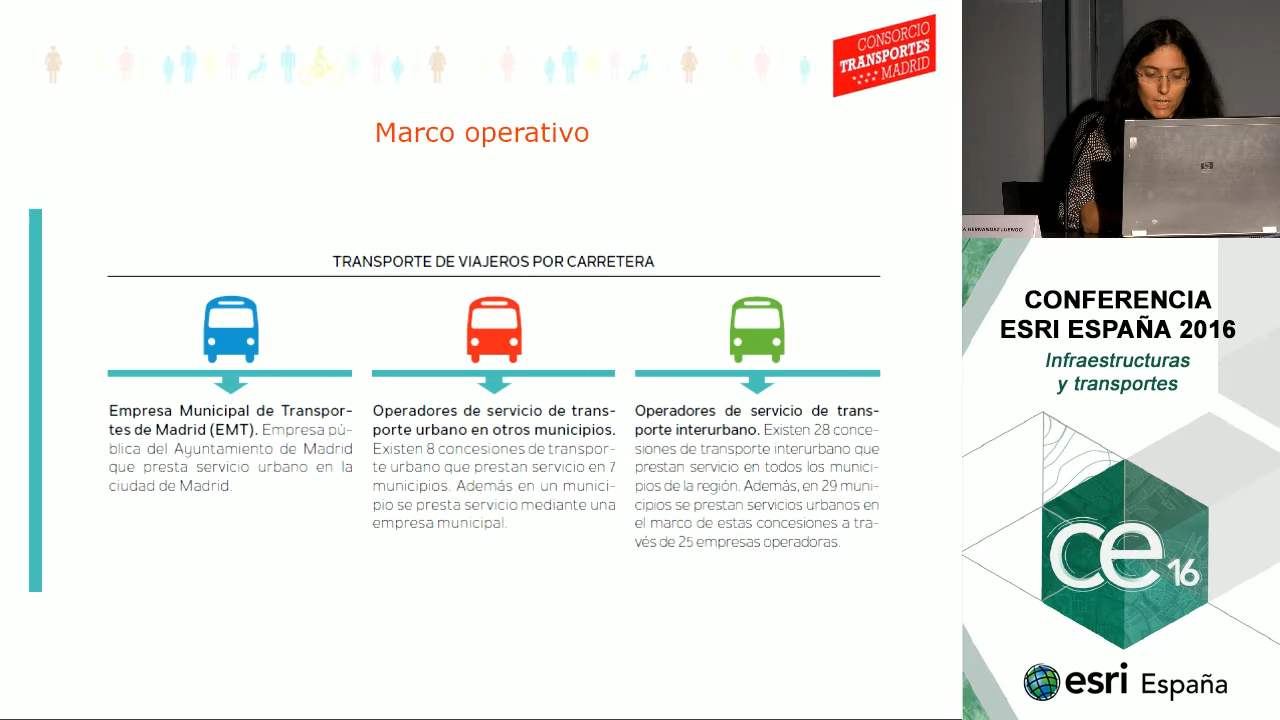 CONSORCIO
TRANSPORTES
MADRID
Marco operativo
TRANSPORTE DE VIAJEROS POR CARRETERA
Empresa Municipal de Transpor-
tes de Madrid (EMT). Empresa pú-
blica del Ayuntamiento de Madrid
que presta servicio urbano en la
ciudad de Madrid.
Operadores de servicio de trans-
porte urbano en otros municipios.
Existen 8 concesiones de transpor-
te urbano que prestan servicio en 7
municipios. Además en un munici-
pio se presta servicio mediante una
empresa municipal.
Operadores de servicio de trans-
porte interurbano. Existen 28 conce-
siones de transporte interurbano que
prestan servicio en todos los munici-
pios de la región. Además, en 29 muni-
cipios se prestan servicios urbanos en
el marco de estas concesiones a tra-
vés de 25 empresas operadoras.
A GERNANDEZ LUENGO
hp
CONFERENCIA
ESRI ESPAÑA 2016
Infraestructuras
y transportes
ce16
esri España